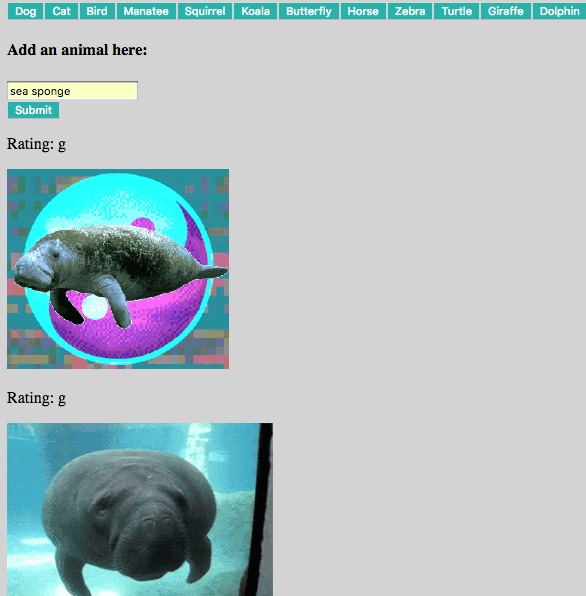 Dog Cat Bird Manatee Squirrel Koala Butterfly Horse Zebra Turtle Giraffe Dolphin
Add an animal here:
sea sponge
Submit
Rating: g
Rating: g